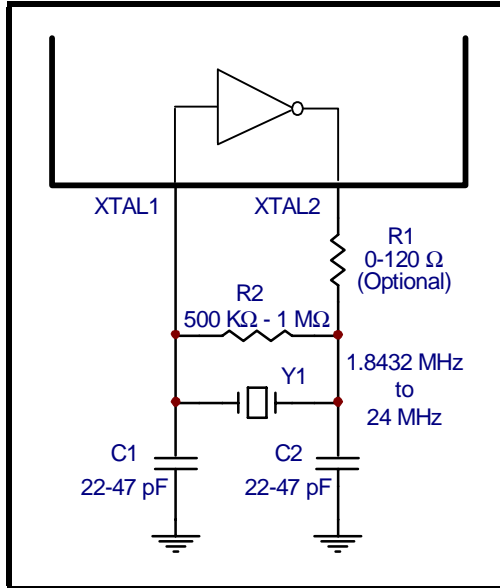 XTAL1
XTAL2
R1
0-120 Ω
(Optional)
R2
500 KΩ - 1 MΩ
Y1
1.8432 MHz
to
24 MHz
C1
22-47 pF
C2
22-47 pF